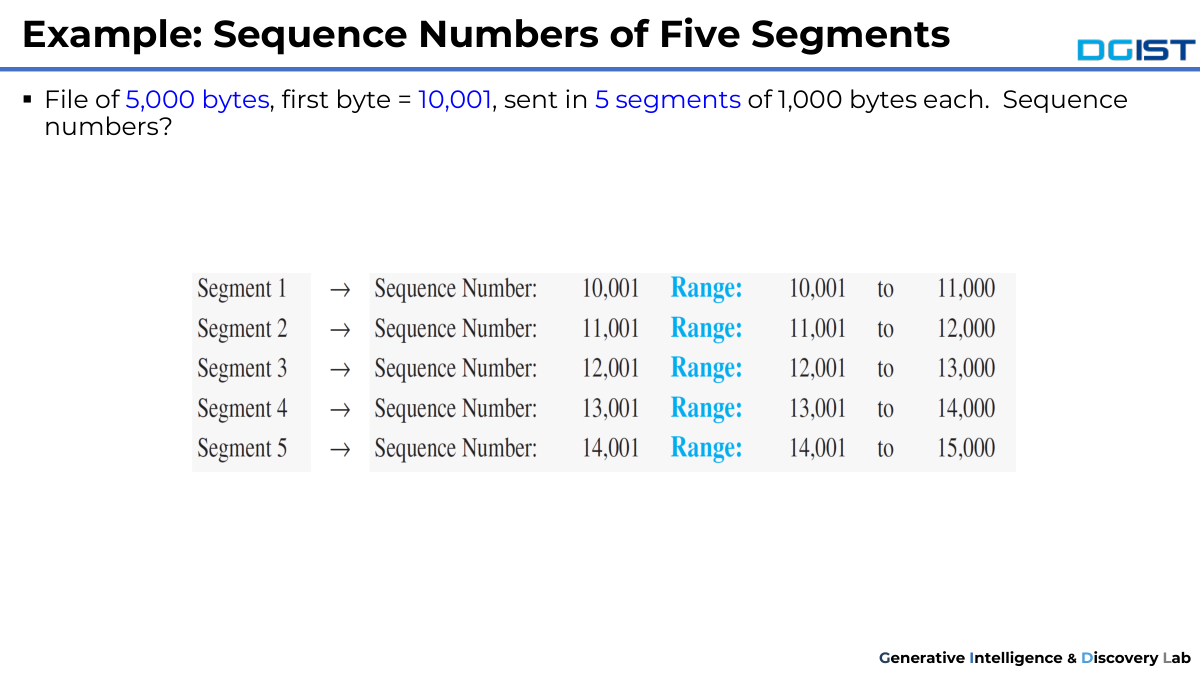 Example: Sequence Numbers of Five Segments
DGIST
▪ File of 5,000 bytes, first byte = 10,001, sent in 5 segments of 1,000 bytes each. Sequence
numbers?
Segment 1 → Sequence Number: 10,001 Range: 10,001 to 11,000
Segment 2 → Sequence Number: 11,001 Range: 11,001 to 12,000
Segment 3 → Sequence Number: 12,001 Range: 12,001 to 13,000
Segment 4 → Sequence Number: 13,001 Range: 13,001 to 14,000
Segment 5 → Sequence Number: 14,001 Range: 14,001 to 15,000
Generative Intelligence & Discovery Lab